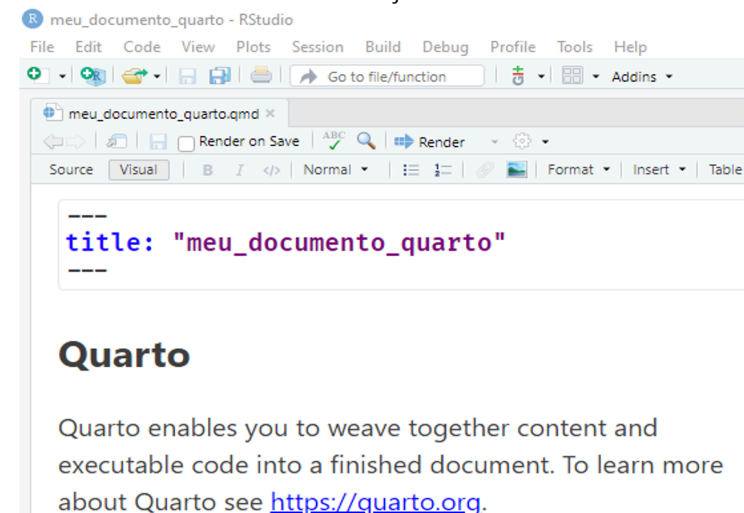 meu_documento_quarto - RStudio
File Edit Code View Plots Session Build Debug Profile Tools Help
Go to file/function Addins
meu_documento_quarto.qmd
Render on Save ABC Render
Source Visual B I </> Normal Format Insert Table
---
title: "meu_documento_quarto"
---
Quarto
Quarto enables you to weave together content and
executable code into a finished document. To learn more
about Quarto see https://quarto.org.